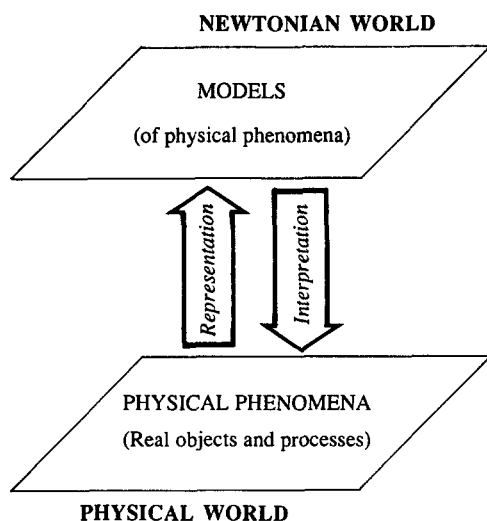 NEWTONIAN WORLD
MODELS
(of physical phenomena)
Representation
Interpretation
PHYSICAL PHENOMENA
(Real objects and processes)
PHYSICAL WORLD